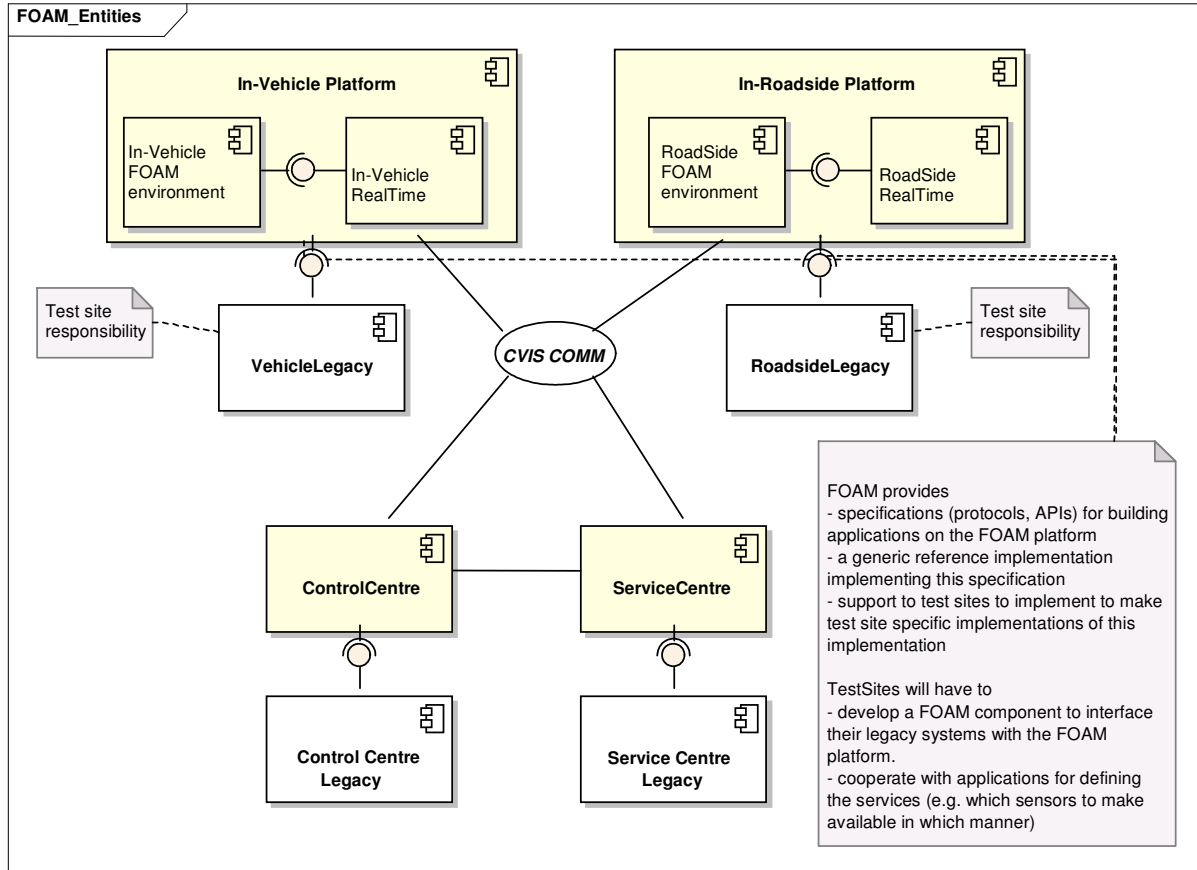 FOAM_Entities
In-Vehicle Platform
In-Vehicle
FOAM
environment
In-Vehicle
RealTime
In-Roadside Platform
RoadSide
FOAM
environment
RoadSide
RealTime
Test site
responsibility
VehicleLegacy
CVIS COMM
RoadsideLegacy
Test site
responsibility
ControlCentre
ServiceCentre
Control Centre
Legacy
Service Centre
Legacy
FOAM provides
- specifications (protocols, APIs) for building
applications on the FOAM platform
- a generic reference implementation
implementing this specification
- support to test sites to implement to make
test site specific implementations of this
implementation
TestSites will have to
- develop a FOAM component to interface
their legacy systems with the FOAM
platform.
- cooperate with applications for defining
the services (e.g. which sensors to make
available in which manner)